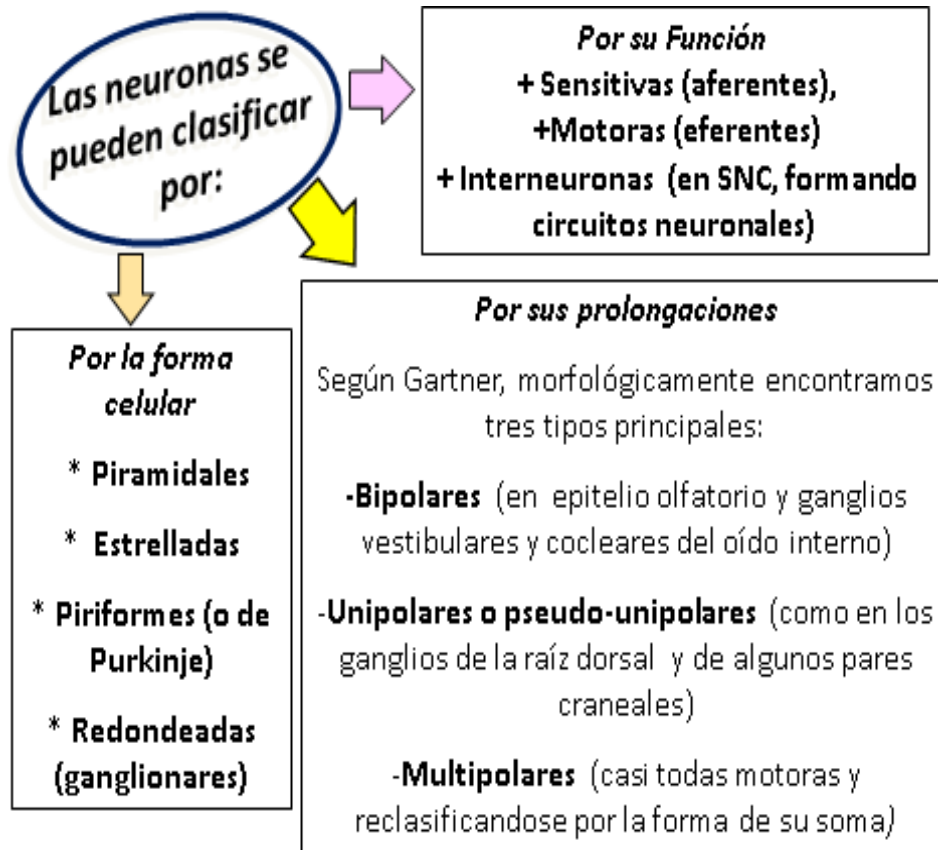 Las neuronas se
pueden clasificar
por:
Por su Función
+ Sensitivas (aferentes),
+Motoras (eferentes)
+ Interneuronas (en SNC, formando
circuitos neuronales)
Por la forma
celular
* Piramidales
* Estrelladas
* Piriformes (o de
Purkinje)
* Redondeadas
(ganglionares)
Por sus prolongaciones
Según Gartner, morfológicamente encontramos
tres tipos principales:
-Bipolares (en epitelio olfatorio y ganglios
vestibulares y cocleares del oído interno)
-Unipolares o pseudo-unipolares (como en los
ganglios de la raíz dorsal y de algunos pares
craneales)
-Multipolares (casi todas motoras y
reclasificandose por la forma de su soma)